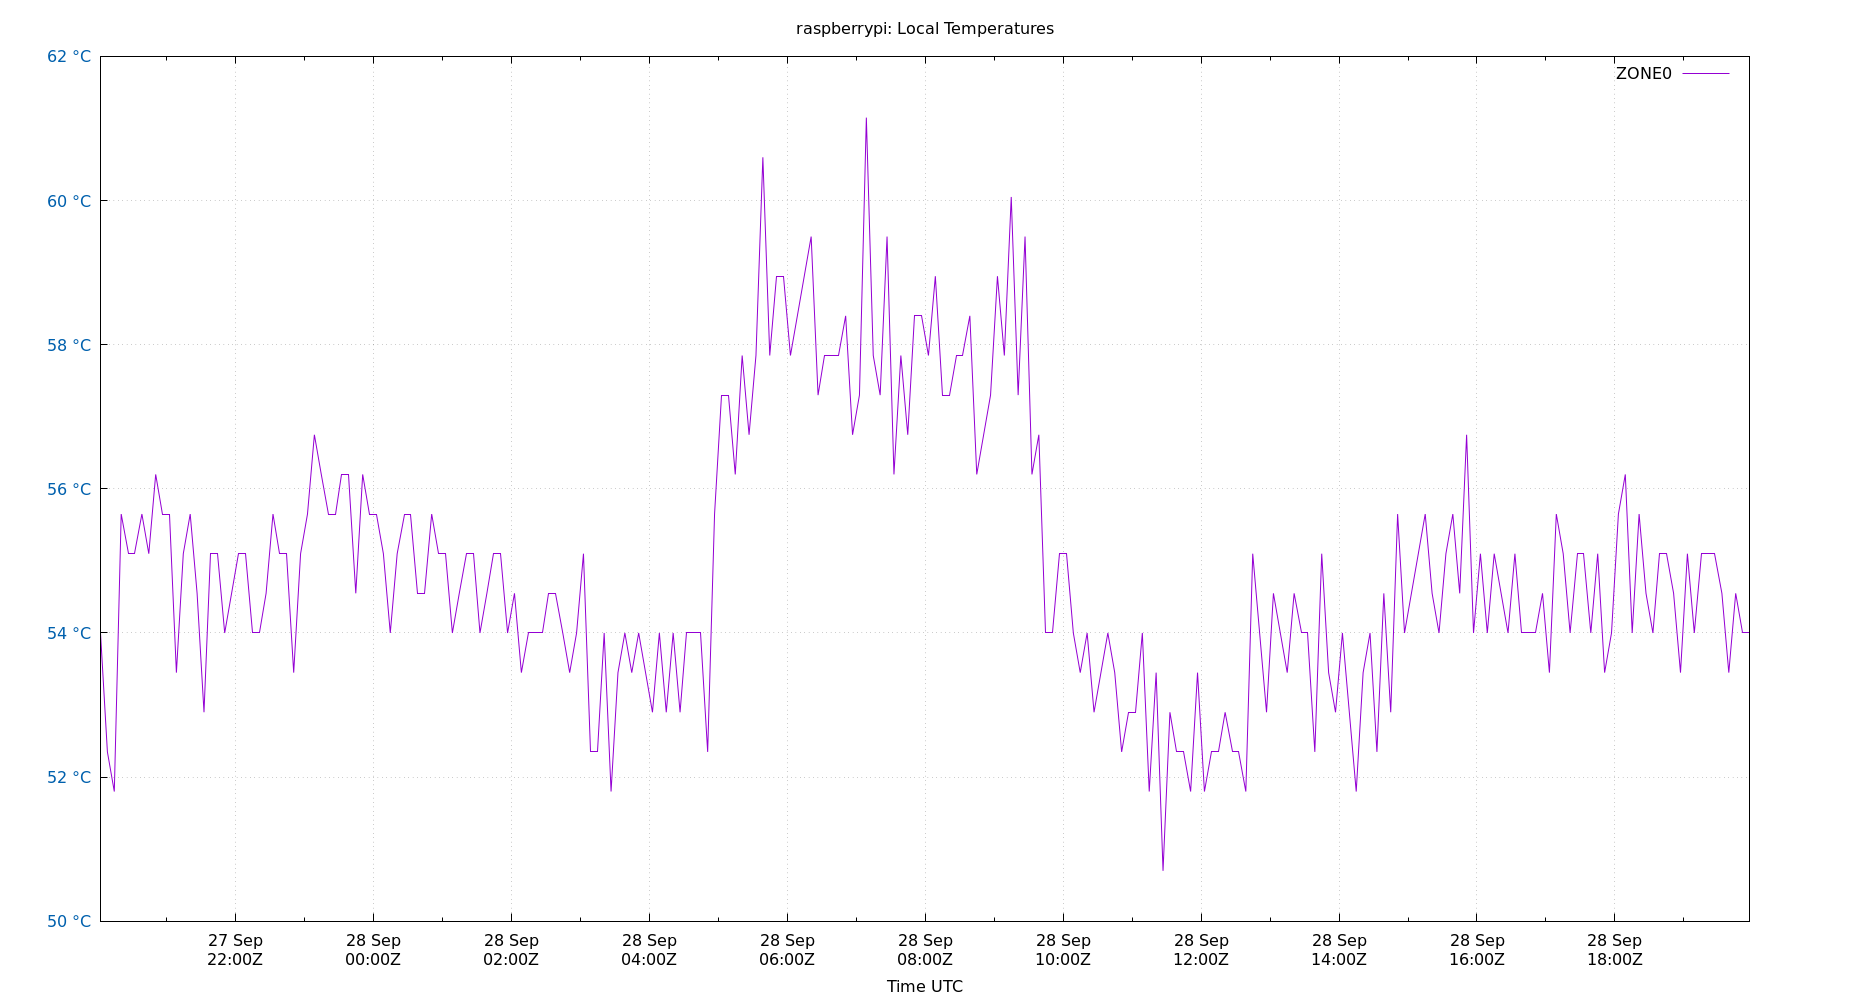 raspberrypi: Local Temperatures
62 °C
ZONE0
60 °C
58 °C
56 °C
54 °C
52 °C
50 °C
27 Sep 28 Sep 28 Sep 28 Sep 28 Sep 28 Sep 28 Sep 28 Sep 28 Sep 28 Sep 28 Sep
22:00Z 00:00Z 02:00Z 04:00Z 06:00Z 08:00Z 10:00Z 12:00Z 14:00Z 16:00Z 18:00Z
Time UTC